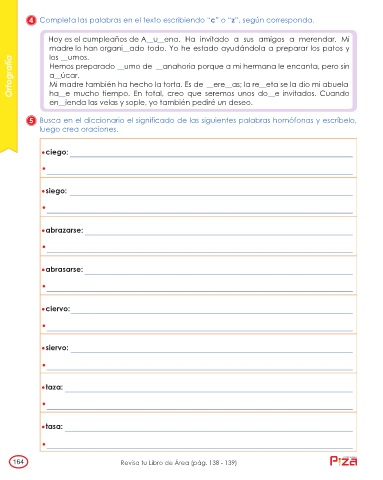 Ortografía
4 Completa las palabras en el texto escribiendo "c" o "z", según corresponda.
Hoy es el cumpleaños de A__u__eno. Ha invitado a sus amigos a merendar. Mi
madre lo han organi__ado todo. Yo he estado ayudándola a preparar los patos y
los __umos.
Hemos preparado __umo de __anahoria porque a mi hermana le encanta, pero sin
a__úcar.
Mi madre también ha hecho la torta. Es de __ere__as; la re__eta se la dio mi abuela
ha__e mucho tiempo. En total, creo que seremos unos do__e invitados. Cuando
en__ienda las velas y sople, yo también pediré un deseo.
5 Busca en el diccionario el significado de las siguientes palabras homófonas y escríbelo,
luego crea oraciones.
•ciego:
•
•siego:
•
•abrazarse:
•
•abrasarse:
•
•ciervo:
•
•siervo:
•
•taza:
•
•tasa:
•
164
Revisa tu Libro de Área (pág. 138 - 139)
Piza